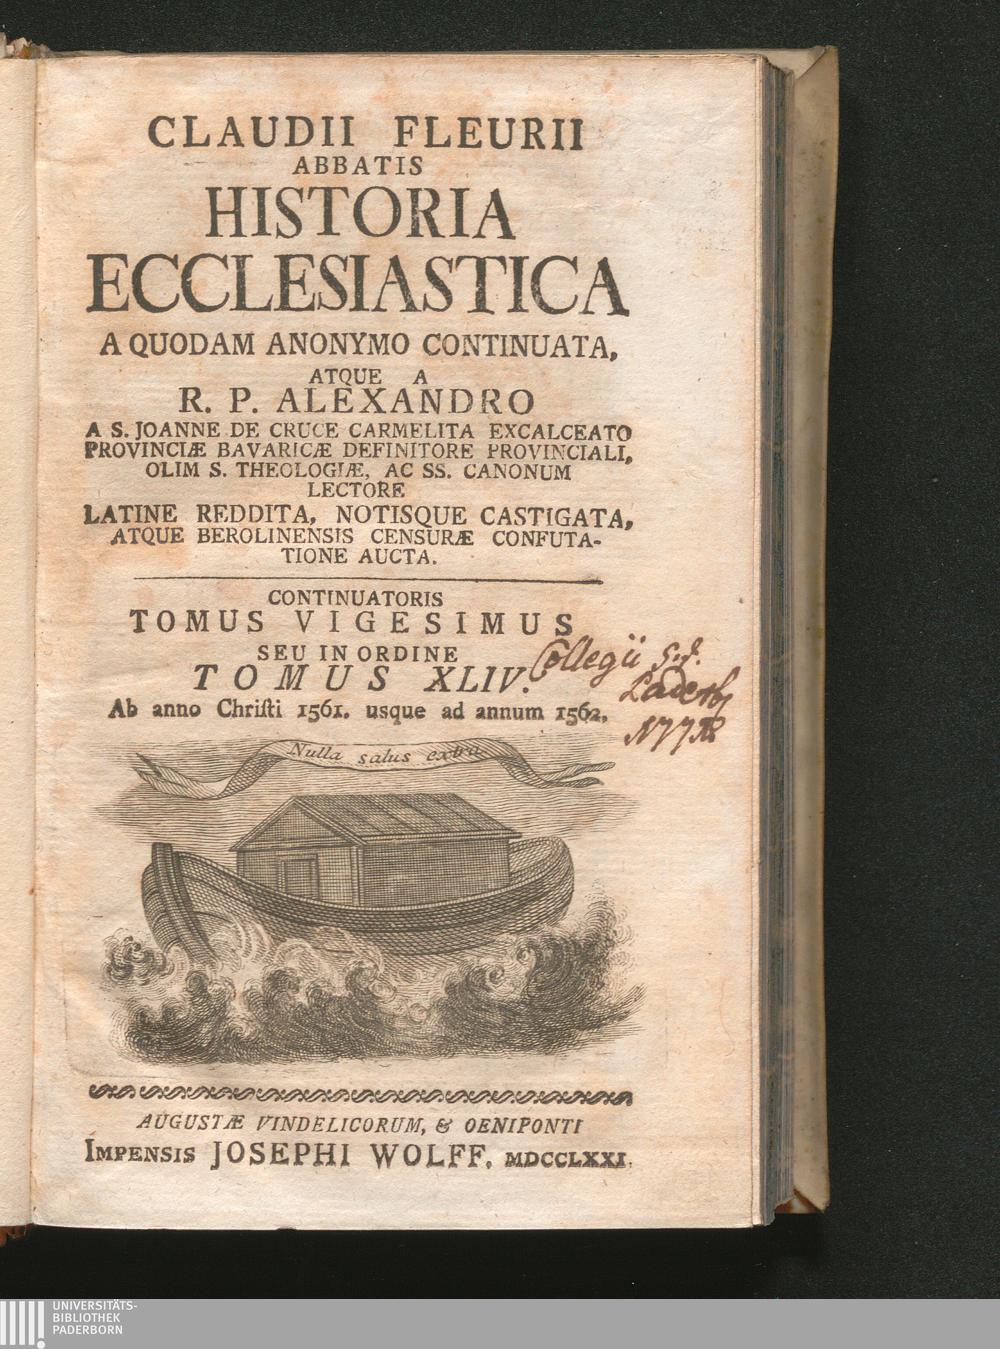 CLAUDII FLEURII
ABBATIS
HISTORIA
ECCLESIASTICA
A QUODAM ANONYMO CONTINUATA,
ATQUE A
R. P. ALEXANDRO
A S. JOANNE DE CRUCE CARMELITA EXCALCEATO
PROVINCIÆ BAVARICÆ DEFINITORE PROVINCIALI,
OLIM S. THEOLOGIÆ, AC SS. CANONUM
LECTORE
LATINE REDDITA, NOTISQUE CASTIGATA,
ATQUE BEROLINENSIS CENSURÆ CONFUTA-
TIONE AUCTA.
CONTINUATORIS
TOMUS VIGESIMUS
SEU IN ORDINE
TOMUS XLIV.
Collegii S. J.
Ab anno Chriſti 1561. usque ad annum 1562.
Nulla salus extra
AUGUSTÆ VINDELICORUM, & OENIPONTI
IMPENSIS JOSEPHI WOLFF, MDCCLXXI.
UNIVERSITÄTS-
BIBLIOTHEK
PADERBORN